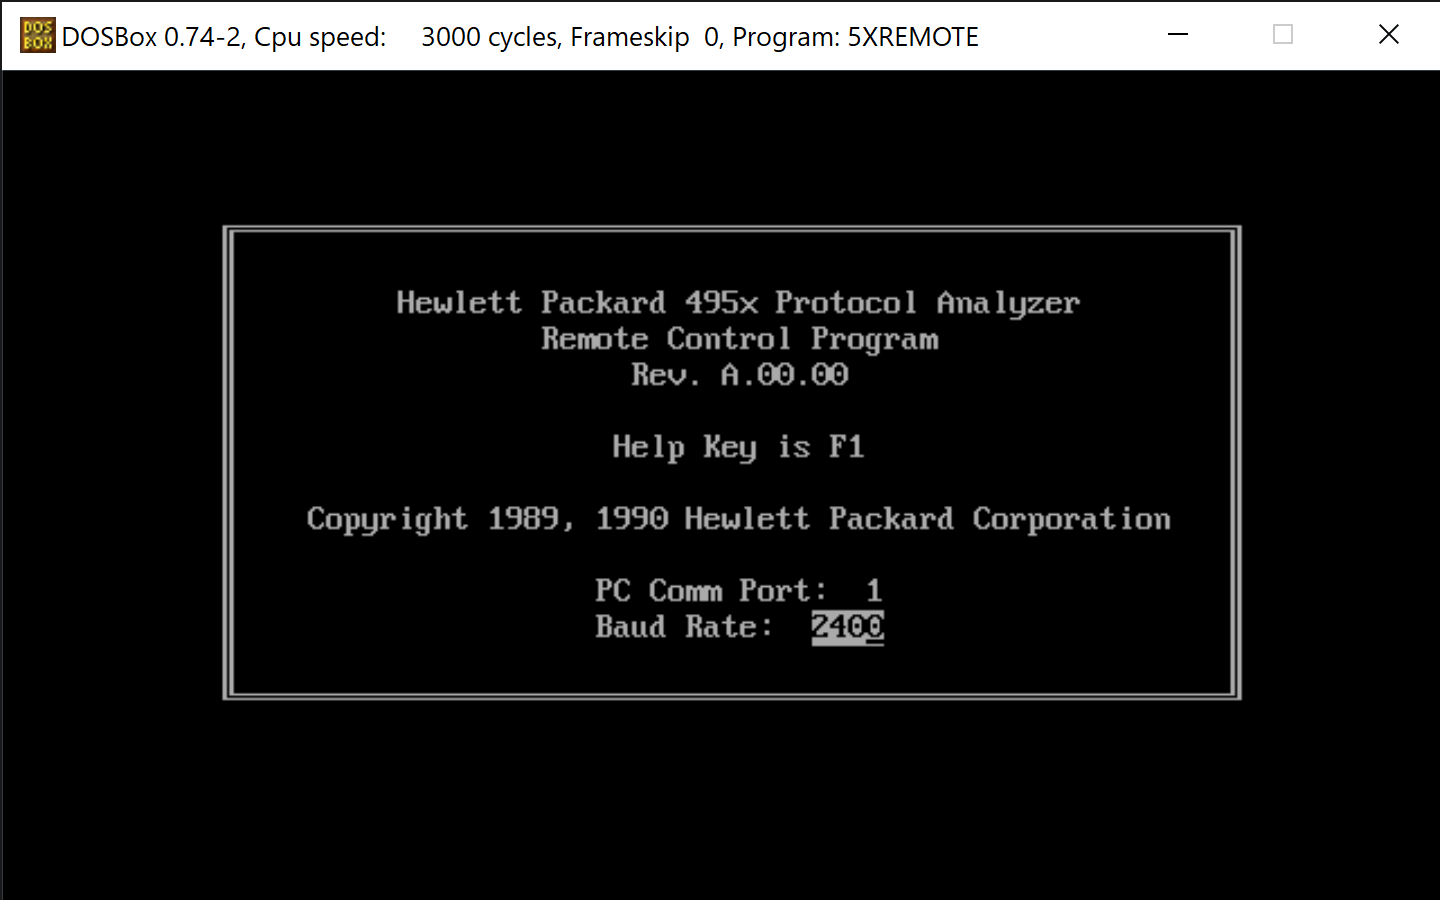 DOS
BOX
DOSBox 0.74-2, Cpu speed: 3000 cycles, Frameskip 0, Program: 5XREMOTE
Hewlett Packard 495x Protocol Analyzer
Remote Control Program
Rev. A.00.00
Help Key is F1
Copyright 1989, 1990 Hewlett Packard Corporation
PC Comm Port: 1
Baud Rate: 2400